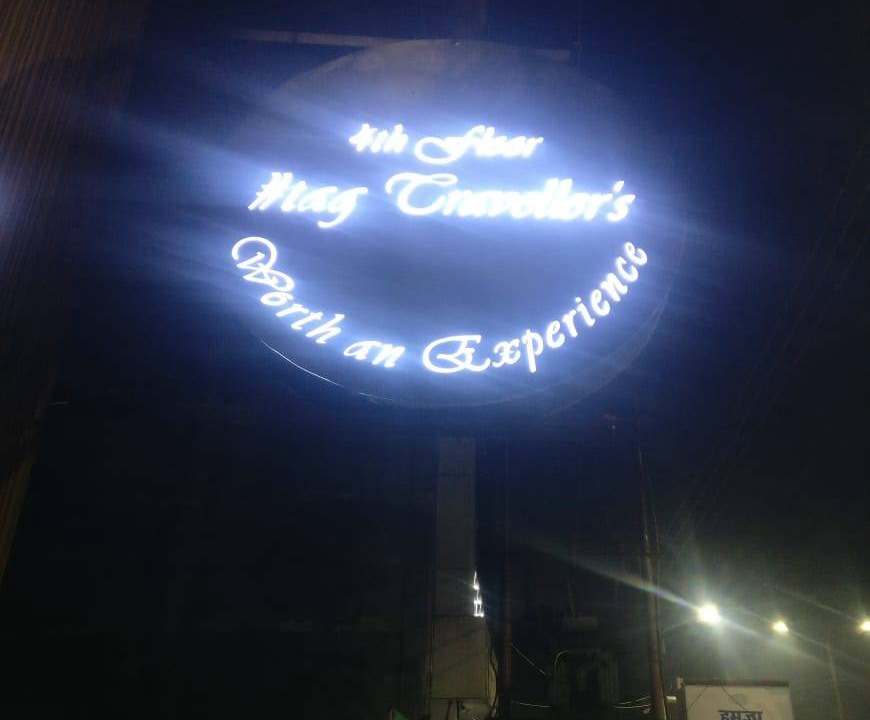 4th Floor
#tag Traveller's
Worth an Experience